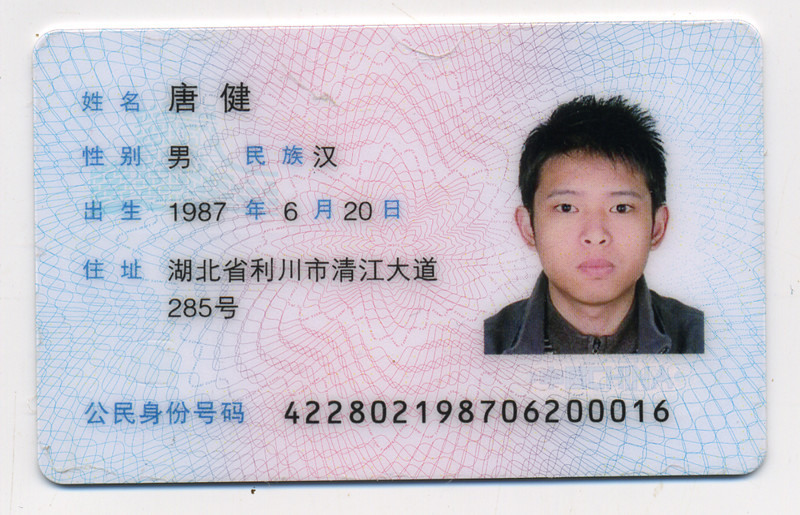 姓名 唐健
性别 男 民族 汉
出生 1987 年 6 月 20 日
住址 湖北省利川市清江大道
285号
公民身份号码 422802198706200016